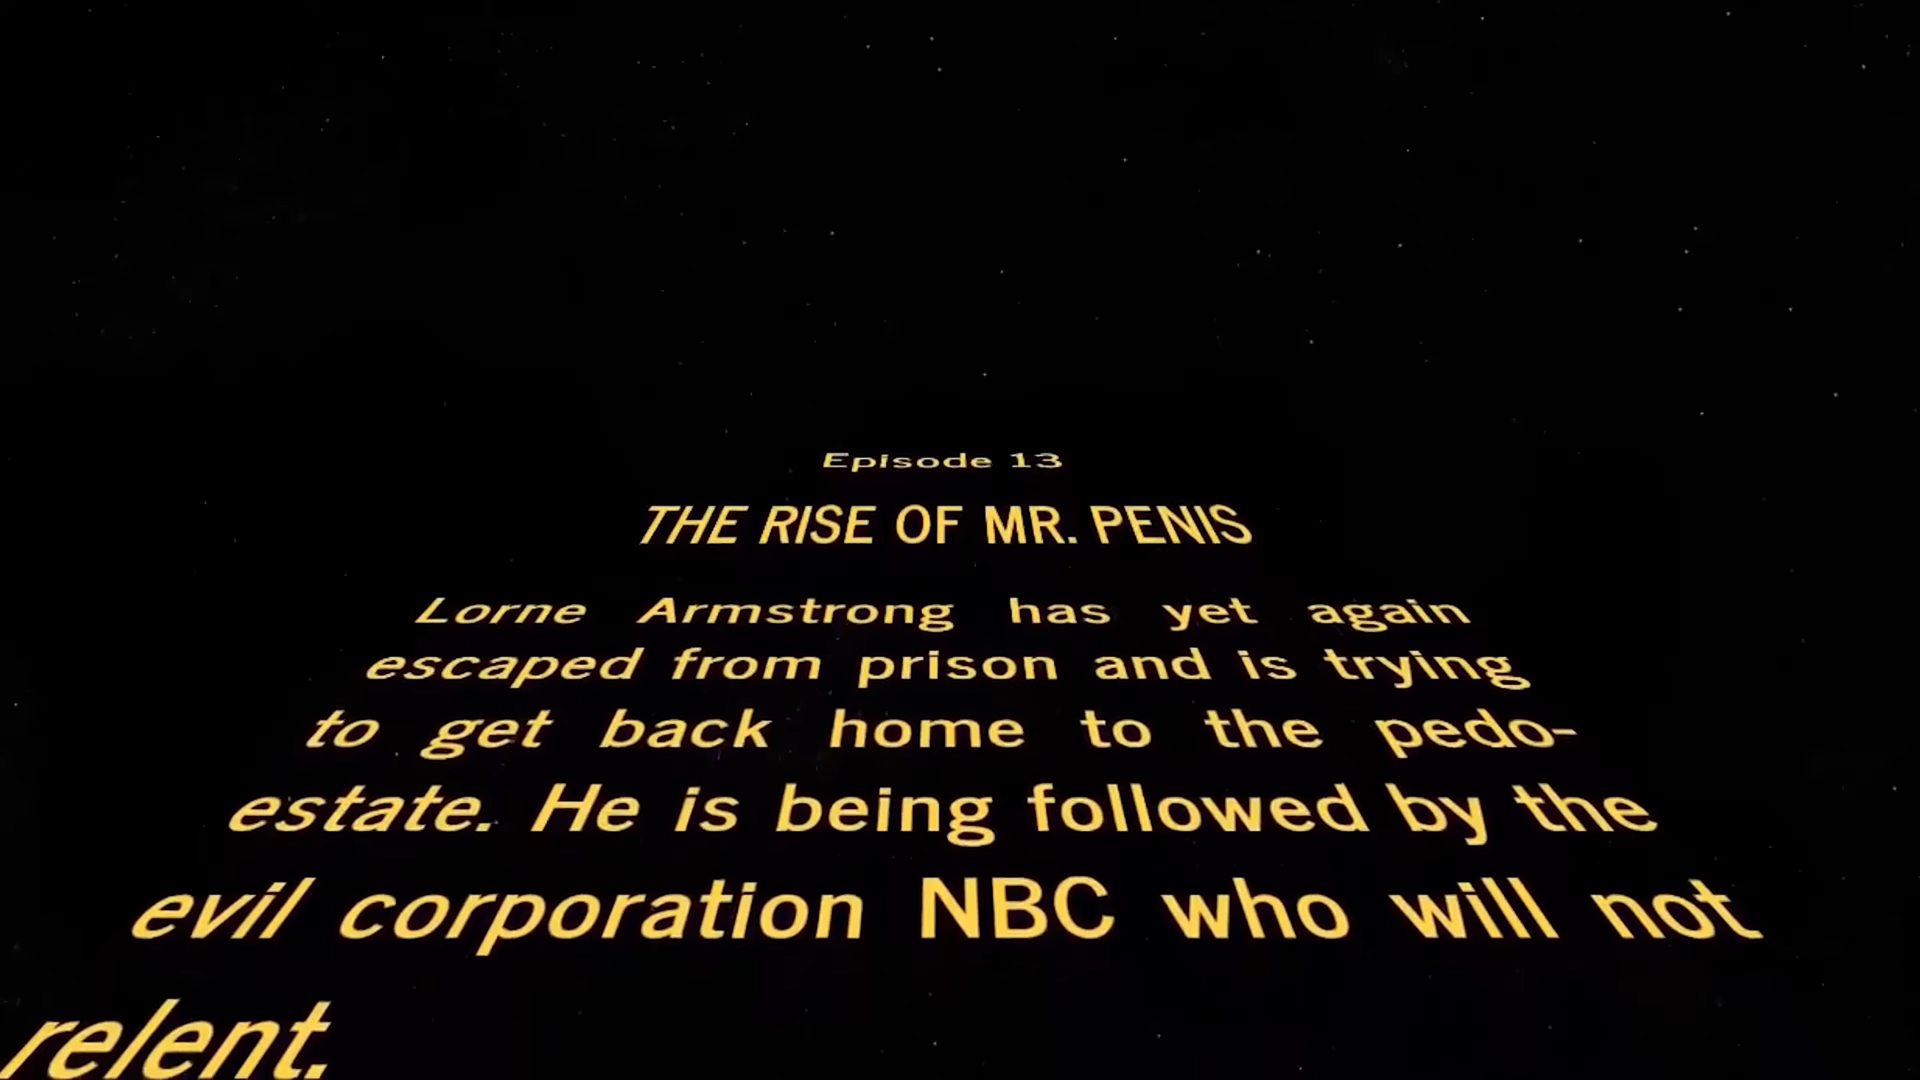 Episode 13
THE RISE OF MR. PENIS
Lorne Armstrong has yet again
escaped from prison and is trying
to get back home to the pedo-
estate. He is being followed by the
evil corporation NBC who will not
relent.